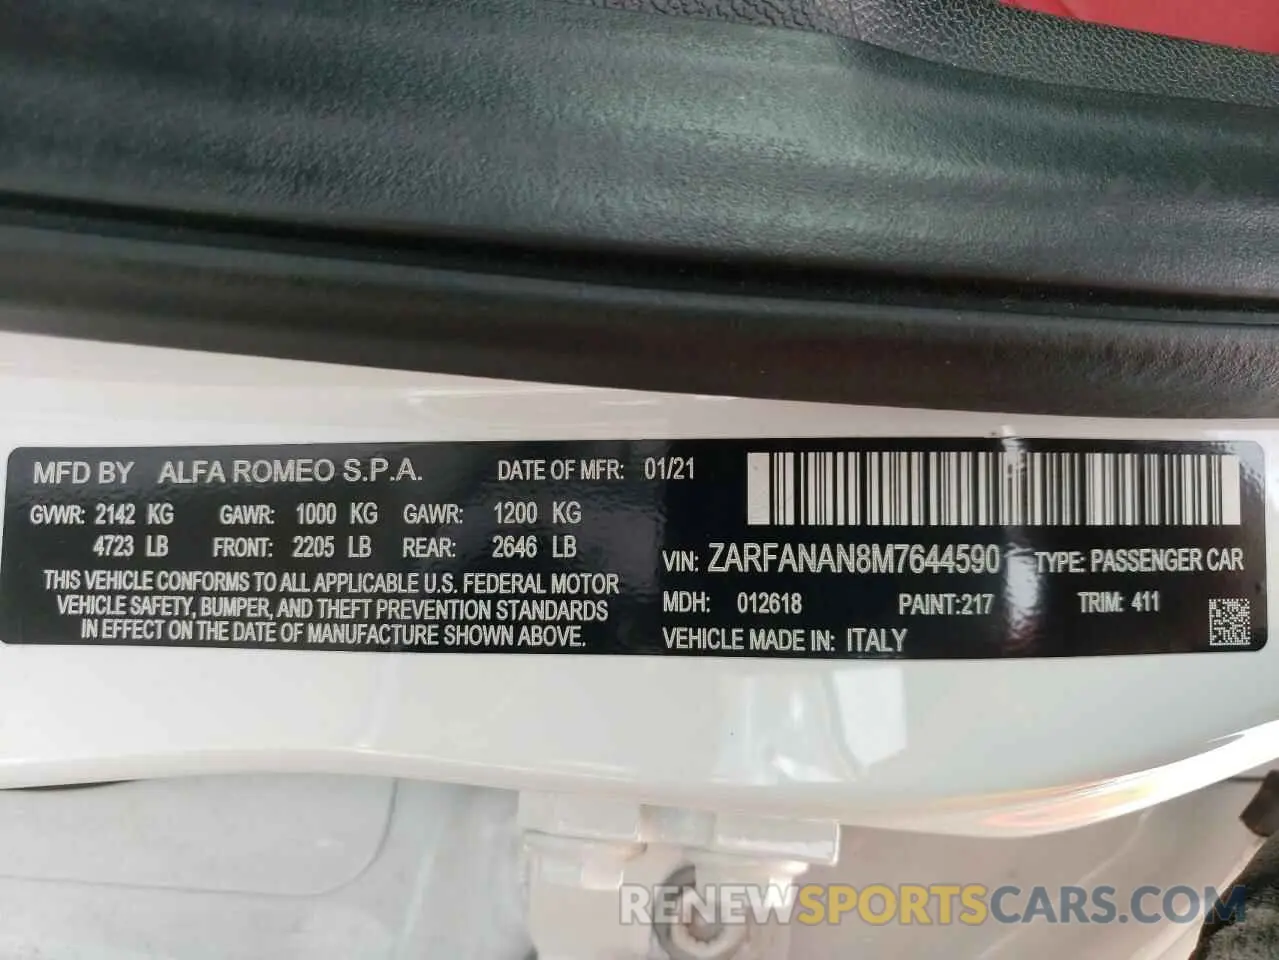 MFD BY ALFA ROMEO S.P.A. DATE OF MFR: 01/21
GVWR: 2142 KG GAWR: 1000 KG GAWR: 1200 KG
4723 LB FRONT: 2205 LB REAR: 2646 LB
THIS VEHICLE CONFORMS TO ALL APPLICABLE U.S. FEDERAL MOTOR
VEHICLE SAFETY, BUMPER, AND THEFT PREVENTION STANDARDS
IN EFFECT ON THE DATE OF MANUFACTURE SHOWN ABOVE.
VIN: ZARFANAN8M7644590 TYPE: PASSENGER CAR
MDH: 012618 PAINT:217 TRIM: 411
VEHICLE MADE IN: ITALY
RENEWSPORTSCARS.COM